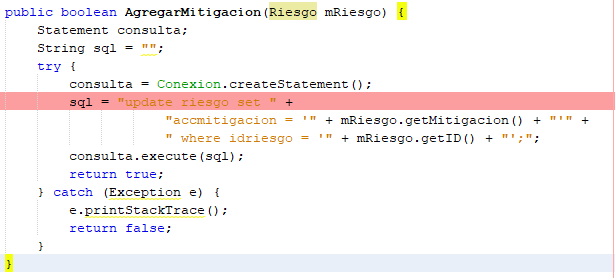 public boolean AgregarMitigacion(Riesgo mRiesgo) {
    Statement consulta;
    String sql = "";
    try {
        consulta = Conexion.createStatement();
        sql = "update riesgo set " +
                    "accmitigacion = '" + mRiesgo.getMitigacion() + "'" +
                    " where idriesgo = '" + mRiesgo.getID() + "';";
        consulta.execute(sql);
        return true;
    } catch (Exception e) {
        e.printStackTrace();
        return false;
    }
}